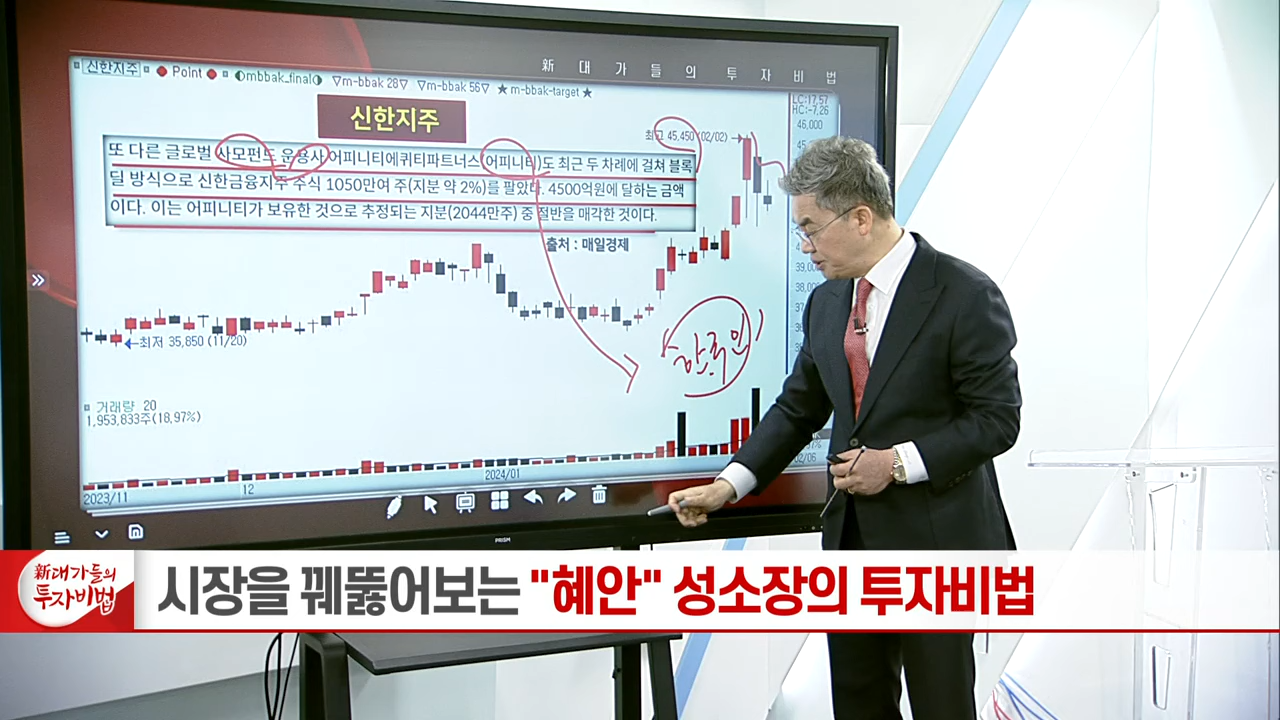 新 대 가 들 의 투 자 비 법
신한지주 Point mbbak_final ▽m-bbak 28▽ ▽m-bbak 56▽ ★m-bbak-target★
LC:17,57
HC:-7,26
신한지주
최고 45,450 (02/02)
46,000
또 다른 글로벌 사모펀드 운용사 어피니티에퀴티파트너스(어피니티)도 최근 두 차례에 걸쳐 블록
딜 방식으로 신한금융지주 주식 1050만여 주(지분 약 2%)를 팔았다. 4500억원에 달하는 금액
이다. 이는 어피니티가 보유한 것으로 추정되는 지분(2044만주) 중 절반을 매각한 것이다.
출처 : 매일경제
39,000
38,000
최저 35,850 (11/20)
거래량 20
1,953,833주(18,97%)
2023/11
12
2024/01
02/06
PRISM
新대가들의
투자비법
시장을 꿰뚫어보는 "혜안" 성소장의 투자비법